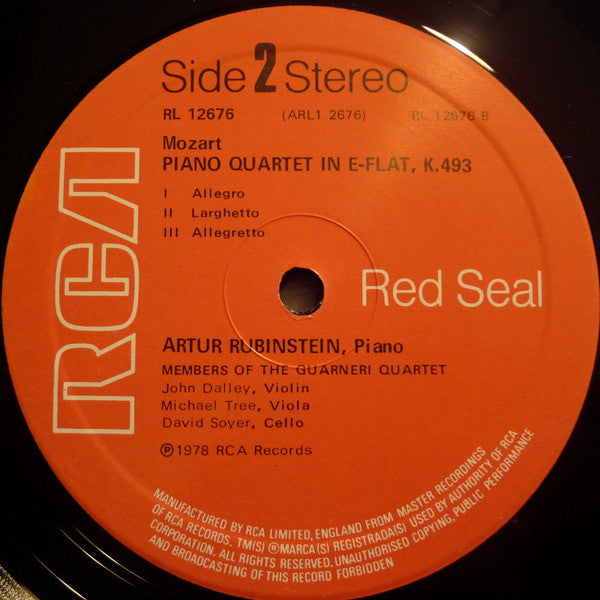 Side 2 Stereo
RL 12676 (ARL1 2676) RL 12676 B
Mozart
PIANO QUARTET IN E-FLAT, K.493
I Allegro
II Larghetto
III Allegretto
RCA
Red Seal
ARTUR RUBINSTEIN, Piano
MEMBERS OF THE GUARNERI QUARTET
John Dalley, Violin
Michael Tree, Viola
David Soyer, Cello
Ⓟ1978 RCA Records
MANUFACTURED BY RCA LIMITED, ENGLAND FROM MASTER RECORDINGS
OF RCA RECORDS. TM(S) ®MARCA(S) REGISTRADA(S) USED BY AUTHORITY OF RCA
CORPORATION. ALL RIGHTS RESERVED. UNAUTHORISED COPYING, PUBLIC PERFORMANCE
AND BROADCASTING OF THIS RECORD FORBIDDEN